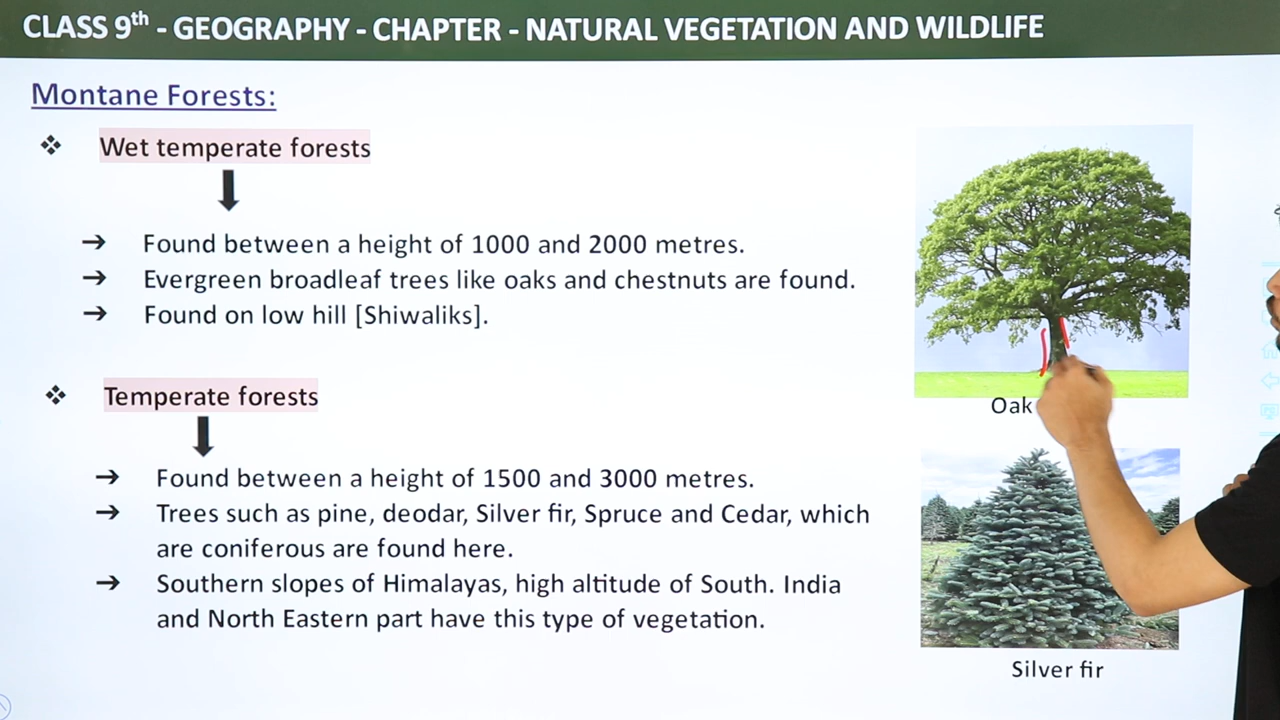 CLASS 9th - GEOGRAPHY - CHAPTER - NATURAL VEGETATION AND WILDLIFE
Montane Forests:
❖ Wet temperate forests
➔ Found between a height of 1000 and 2000 metres.
➔ Evergreen broadleaf trees like oaks and chestnuts are found.
➔ Found on low hill [Shiwaliks].
Oak
❖ Temperate forests
➔ Found between a height of 1500 and 3000 metres.
➔ Trees such as pine, deodar, Silver fir, Spruce and Cedar, which
are coniferous are found here.
➔ Southern slopes of Himalayas, high altitude of South. India
and North Eastern part have this type of vegetation.
Silver fir